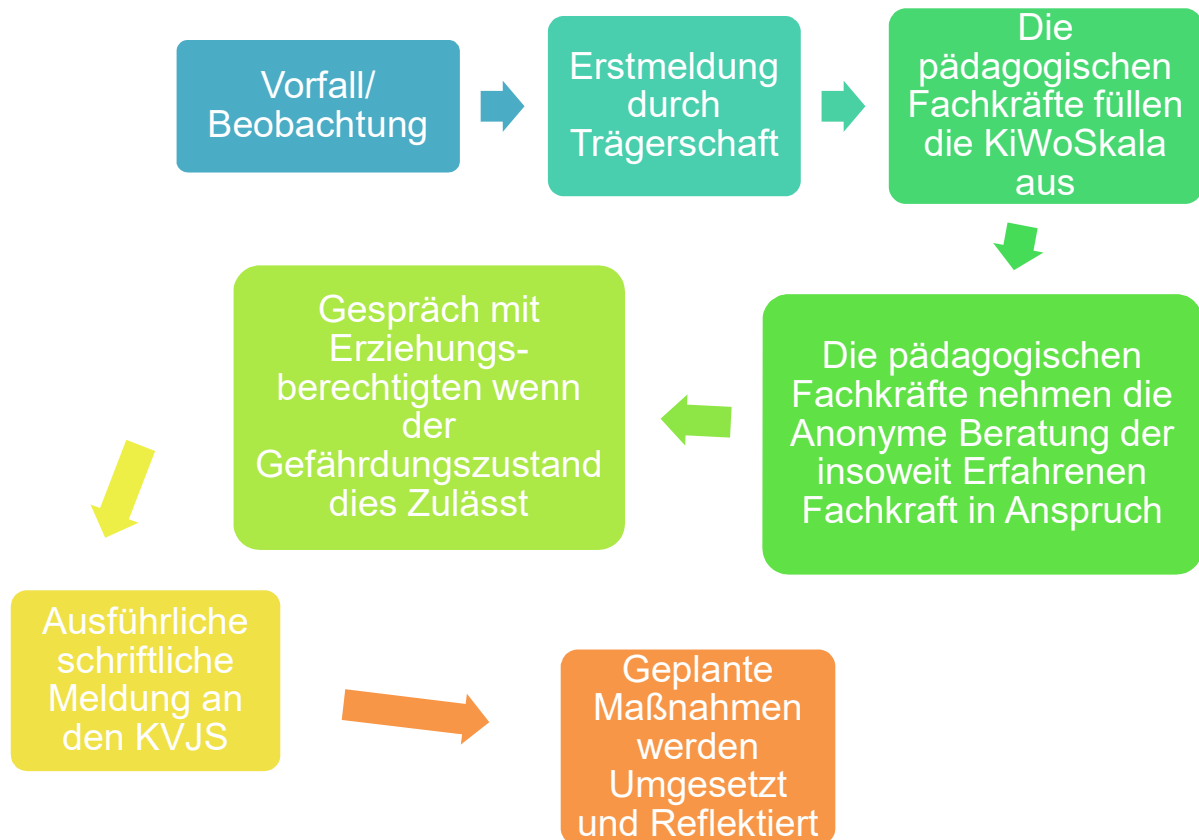 Vorfall/
Beobachtung
Erstmeldung
durch
Trägerschaft
Die
pädagogischen
Fachkräfte füllen
die KiWoSkala
aus
Die pädagogischen
Fachkräfte nehmen die
Anonyme Beratung der
insoweit Erfahrenen
Fachkraft in Anspruch
Gespräch mit
Erziehungs-
berechtigten wenn
der
Gefährdungszustand
dies Zulässt
Ausführliche
schriftliche
Meldung an
den KVJS
Geplante
Maßnahmen
werden
Umgesetzt
und Reflektiert